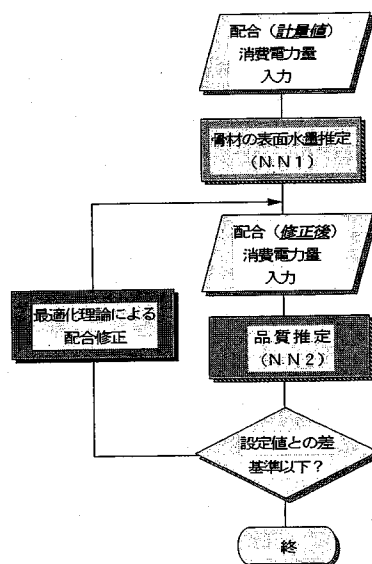 配合（計量値）
消費電力量
入力
骨材の表面水量推定
（N.N1）
配合（修正後）
消費電力量
入力
最適化理論による
配合修正
品質推定
（N.N2）
設定値との差
基準以下？
終